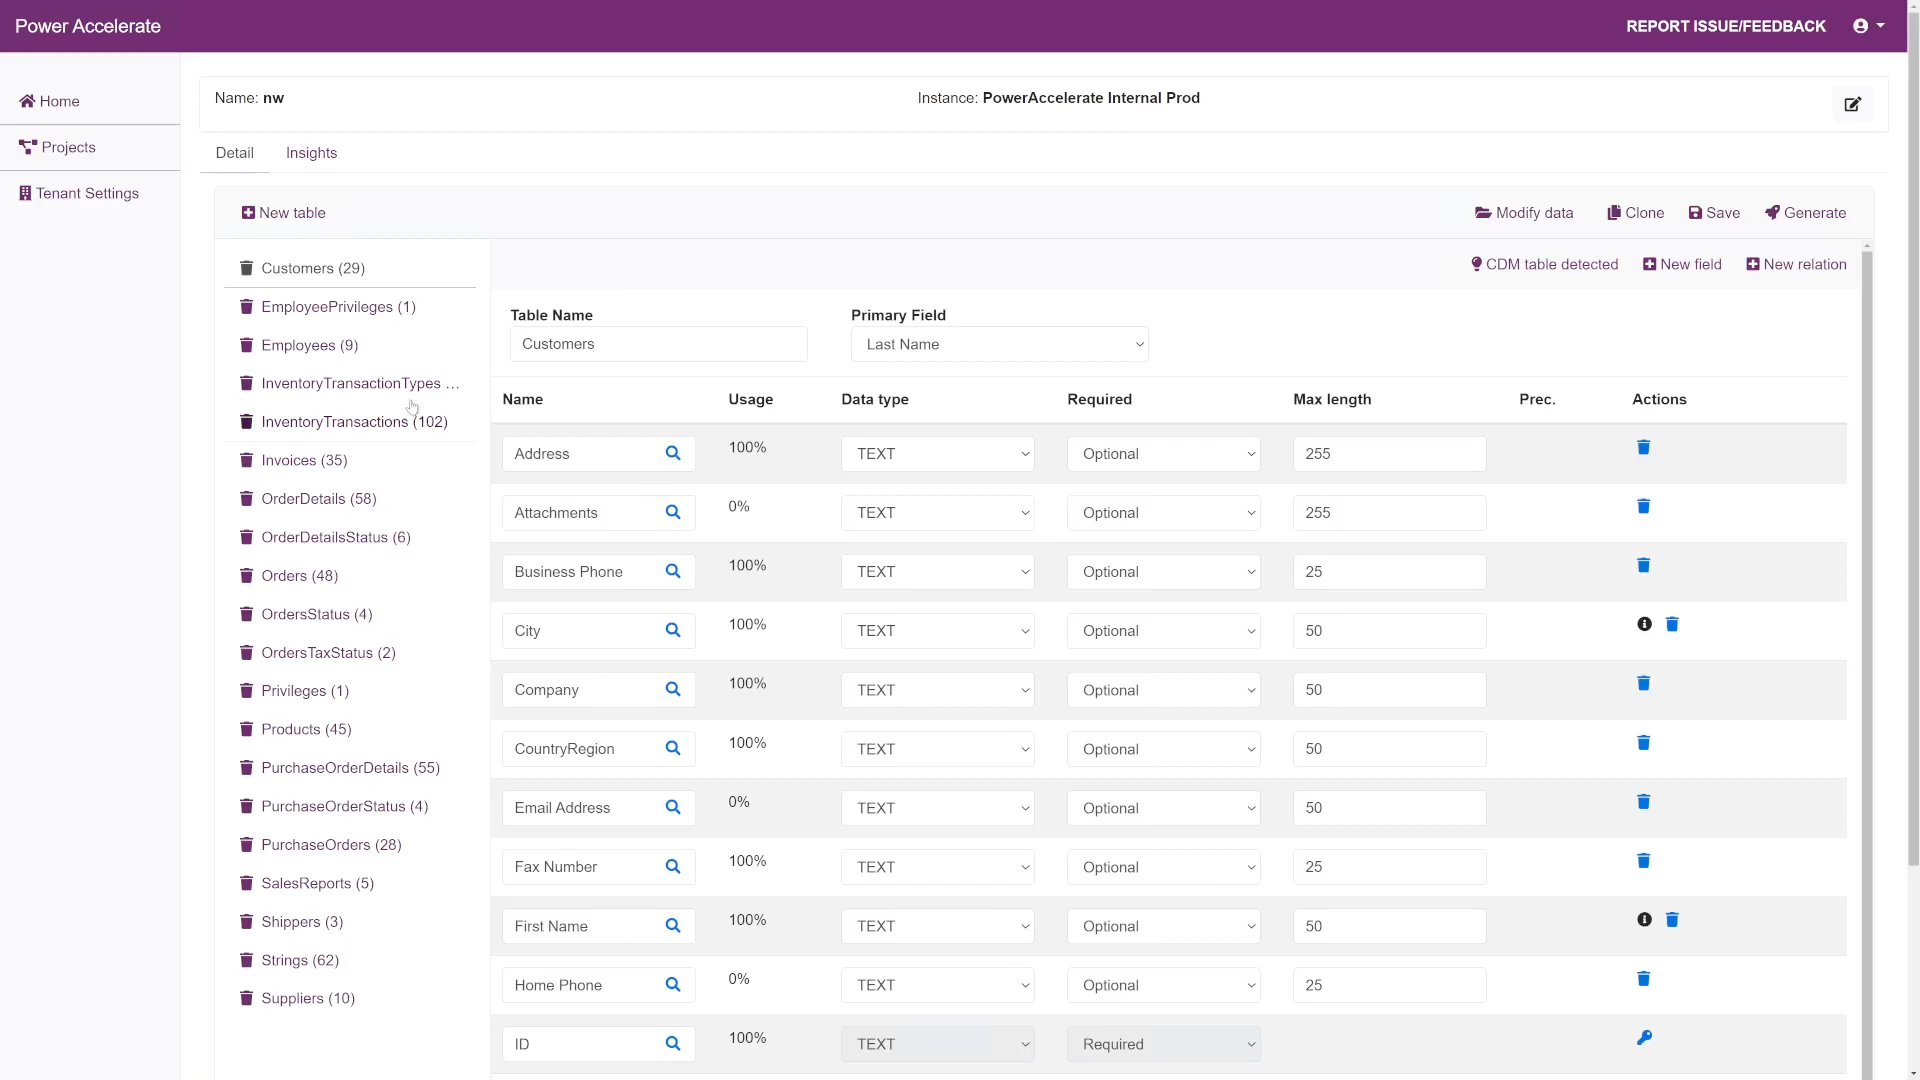 Power Accelerate
REPORT ISSUE/FEEDBACK
Home
Projects
Tenant Settings
Name: nw
Instance: PowerAccelerate Internal Prod
Detail Insights
New table
Modify data Clone Save Generate
Customers (29)
EmployeePrivileges (1)
Employees (9)
InventoryTransactionTypes ...
InventoryTransactions (102)
Invoices (35)
OrderDetails (58)
OrderDetailsStatus (6)
Orders (48)
OrdersStatus (4)
OrdersTaxStatus (2)
Privileges (1)
Products (45)
PurchaseOrderDetails (55)
PurchaseOrderStatus (4)
PurchaseOrders (28)
SalesReports (5)
Shippers (3)
Strings (62)
Suppliers (10)
CDM table detected New field New relation
Table Name Primary Field
Customers Last Name
Name Usage Data type Required Max length Prec. Actions
Address 100% TEXT Optional 255
Attachments 0% TEXT Optional 255
Business Phone 100% TEXT Optional 25
City 100% TEXT Optional 50
Company 100% TEXT Optional 50
CountryRegion 100% TEXT Optional 50
Email Address 0% TEXT Optional 50
Fax Number 100% TEXT Optional 25
First Name 100% TEXT Optional 50
Home Phone 0% TEXT Optional 25
ID 100% TEXT Required